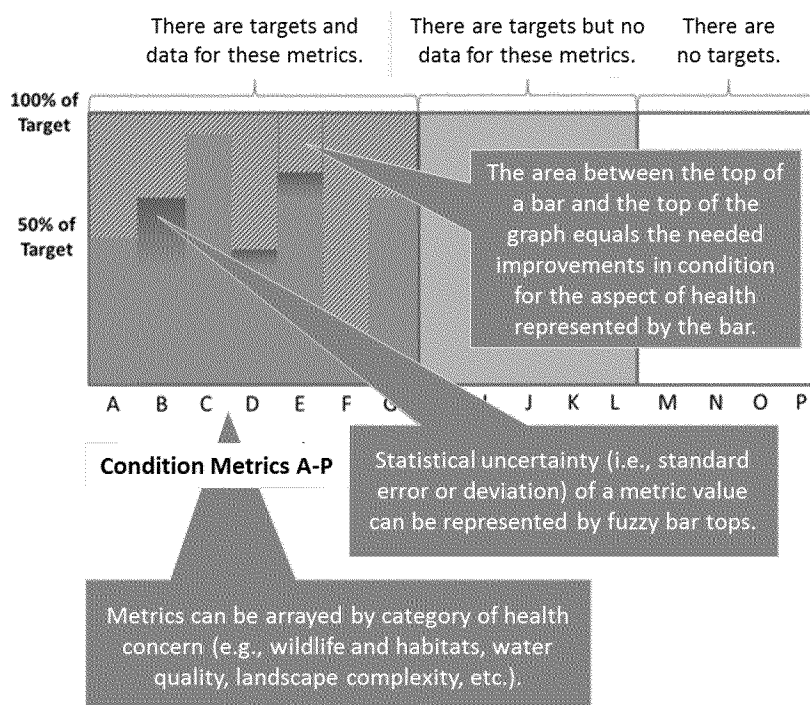 There are targets and
data for these metrics.
There are targets but no
data for these metrics.
There are
no targets.
100% of
Target
50% of
Target
The area between the top of
a bar and the top of the
graph equals the needed
improvements in condition
for the aspect of health
represented by the bar.
A B C D E F G J K L M N O P
Condition Metrics A-P
Statistical uncertainty (i.e., standard
error or deviation) of a metric value
can be represented by fuzzy bar tops.
Metrics can be arrayed by category of health
concern (e.g., wildlife and habitats, water
quality, landscape complexity, etc.).